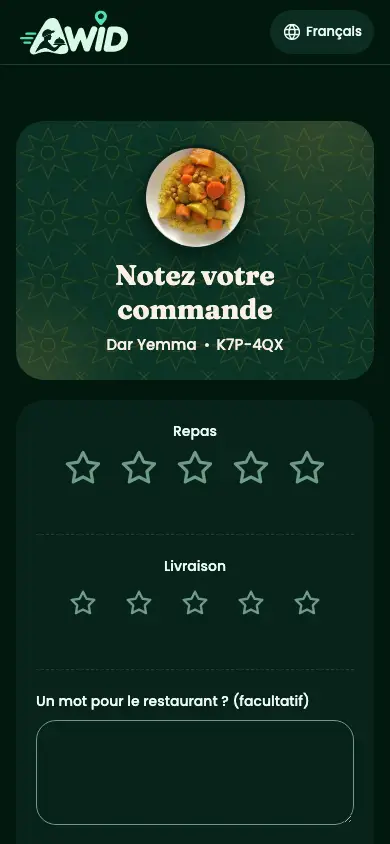 Awid
Français
Notez votre
commande
Dar Yemma • K7P-4QX
Repas
Livraison
Un mot pour le restaurant ? (facultatif)